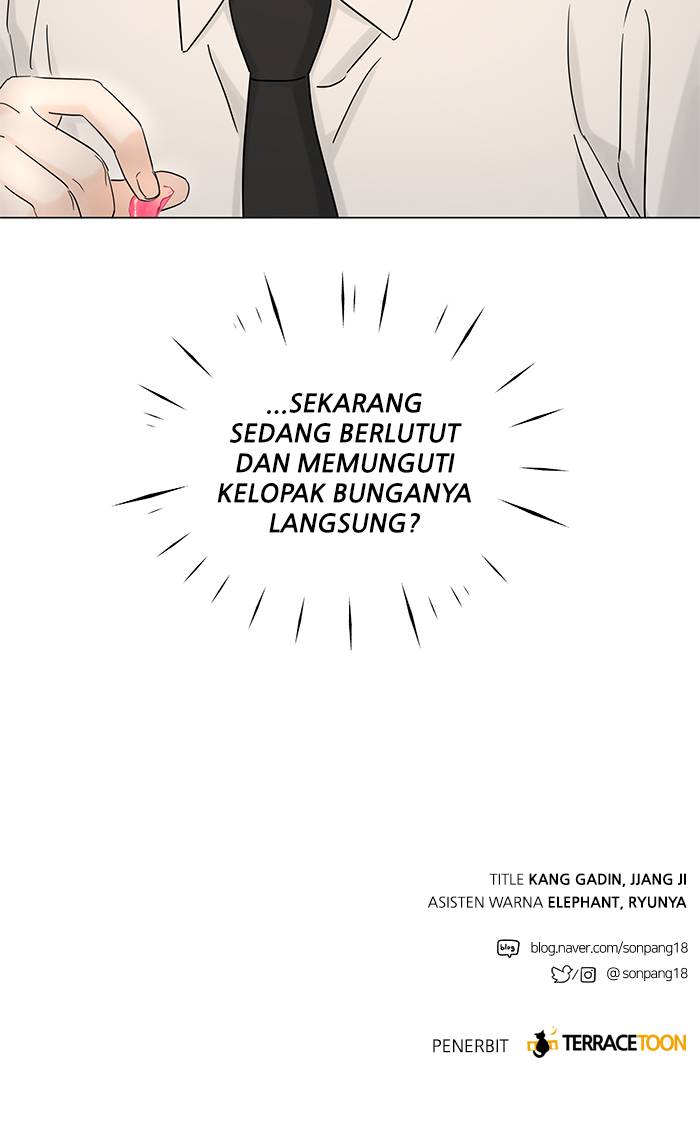 ...SEKARANG
SEDANG BERLUTUT
DAN MEMUNGUTI
KELOPAK BUNGANYA
LANGSUNG?
TITLE KANG GADIN, JJANG JI
ASISTEN WARNA ELEPHANT, RYUNYA
blog blog.naver.com/sonpang18
/ @sonpang18
PENERBIT TERRACETOON